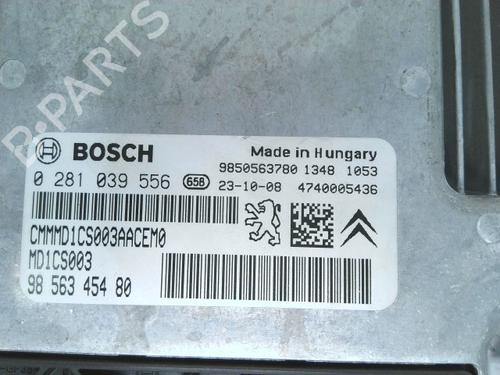 B-PARTS
BOSCH
Made in Hungary
9850563780 1348 1053
0 281 039 556 658 23-10-08 4740005436
CMMMD1CS003AACEM0
MD1CS003
98 563 454 80